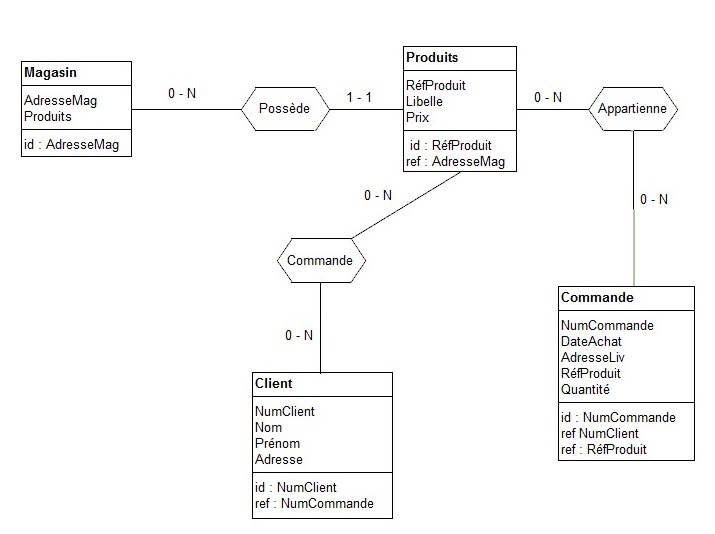 Magasin
AdresseMag
Produits
id : AdresseMag
0 - N
Possède
1 - 1
Produits
RéfProduit
Libelle
Prix
id : RéfProduit
ref : AdresseMag
0 - N
Appartienne
0 - N
0 - N
Commande
0 - N
Client
NumClient
Nom
Prénom
Adresse
id : NumClient
ref : NumCommande
Commande
NumCommande
DateAchat
AdresseLiv
RéfProduit
Quantité
id : NumCommande
ref NumClient
ref : RéfProduit